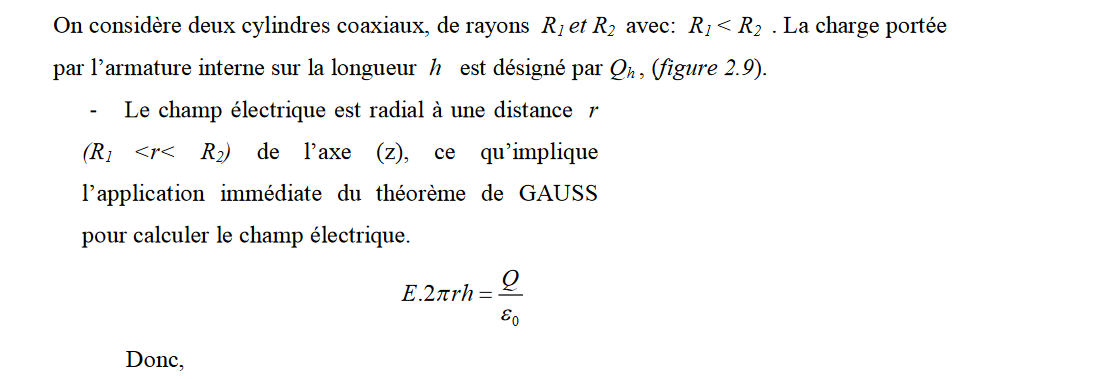 On considère deux cylindres coaxiaux, de rayons R₁ et R₂ avec: R₁ < R₂ . La charge portée
par l'armature interne sur la longueur h est désigné par Qₕ, (figure 2.9).
- Le champ électrique est radial à une distance r
(R₁ <r< R₂) de l'axe (z), ce qu'implique
l'application immédiate du théorème de GAUSS
pour calculer le champ électrique.
E.2πrh = Q/ε₀
Donc,